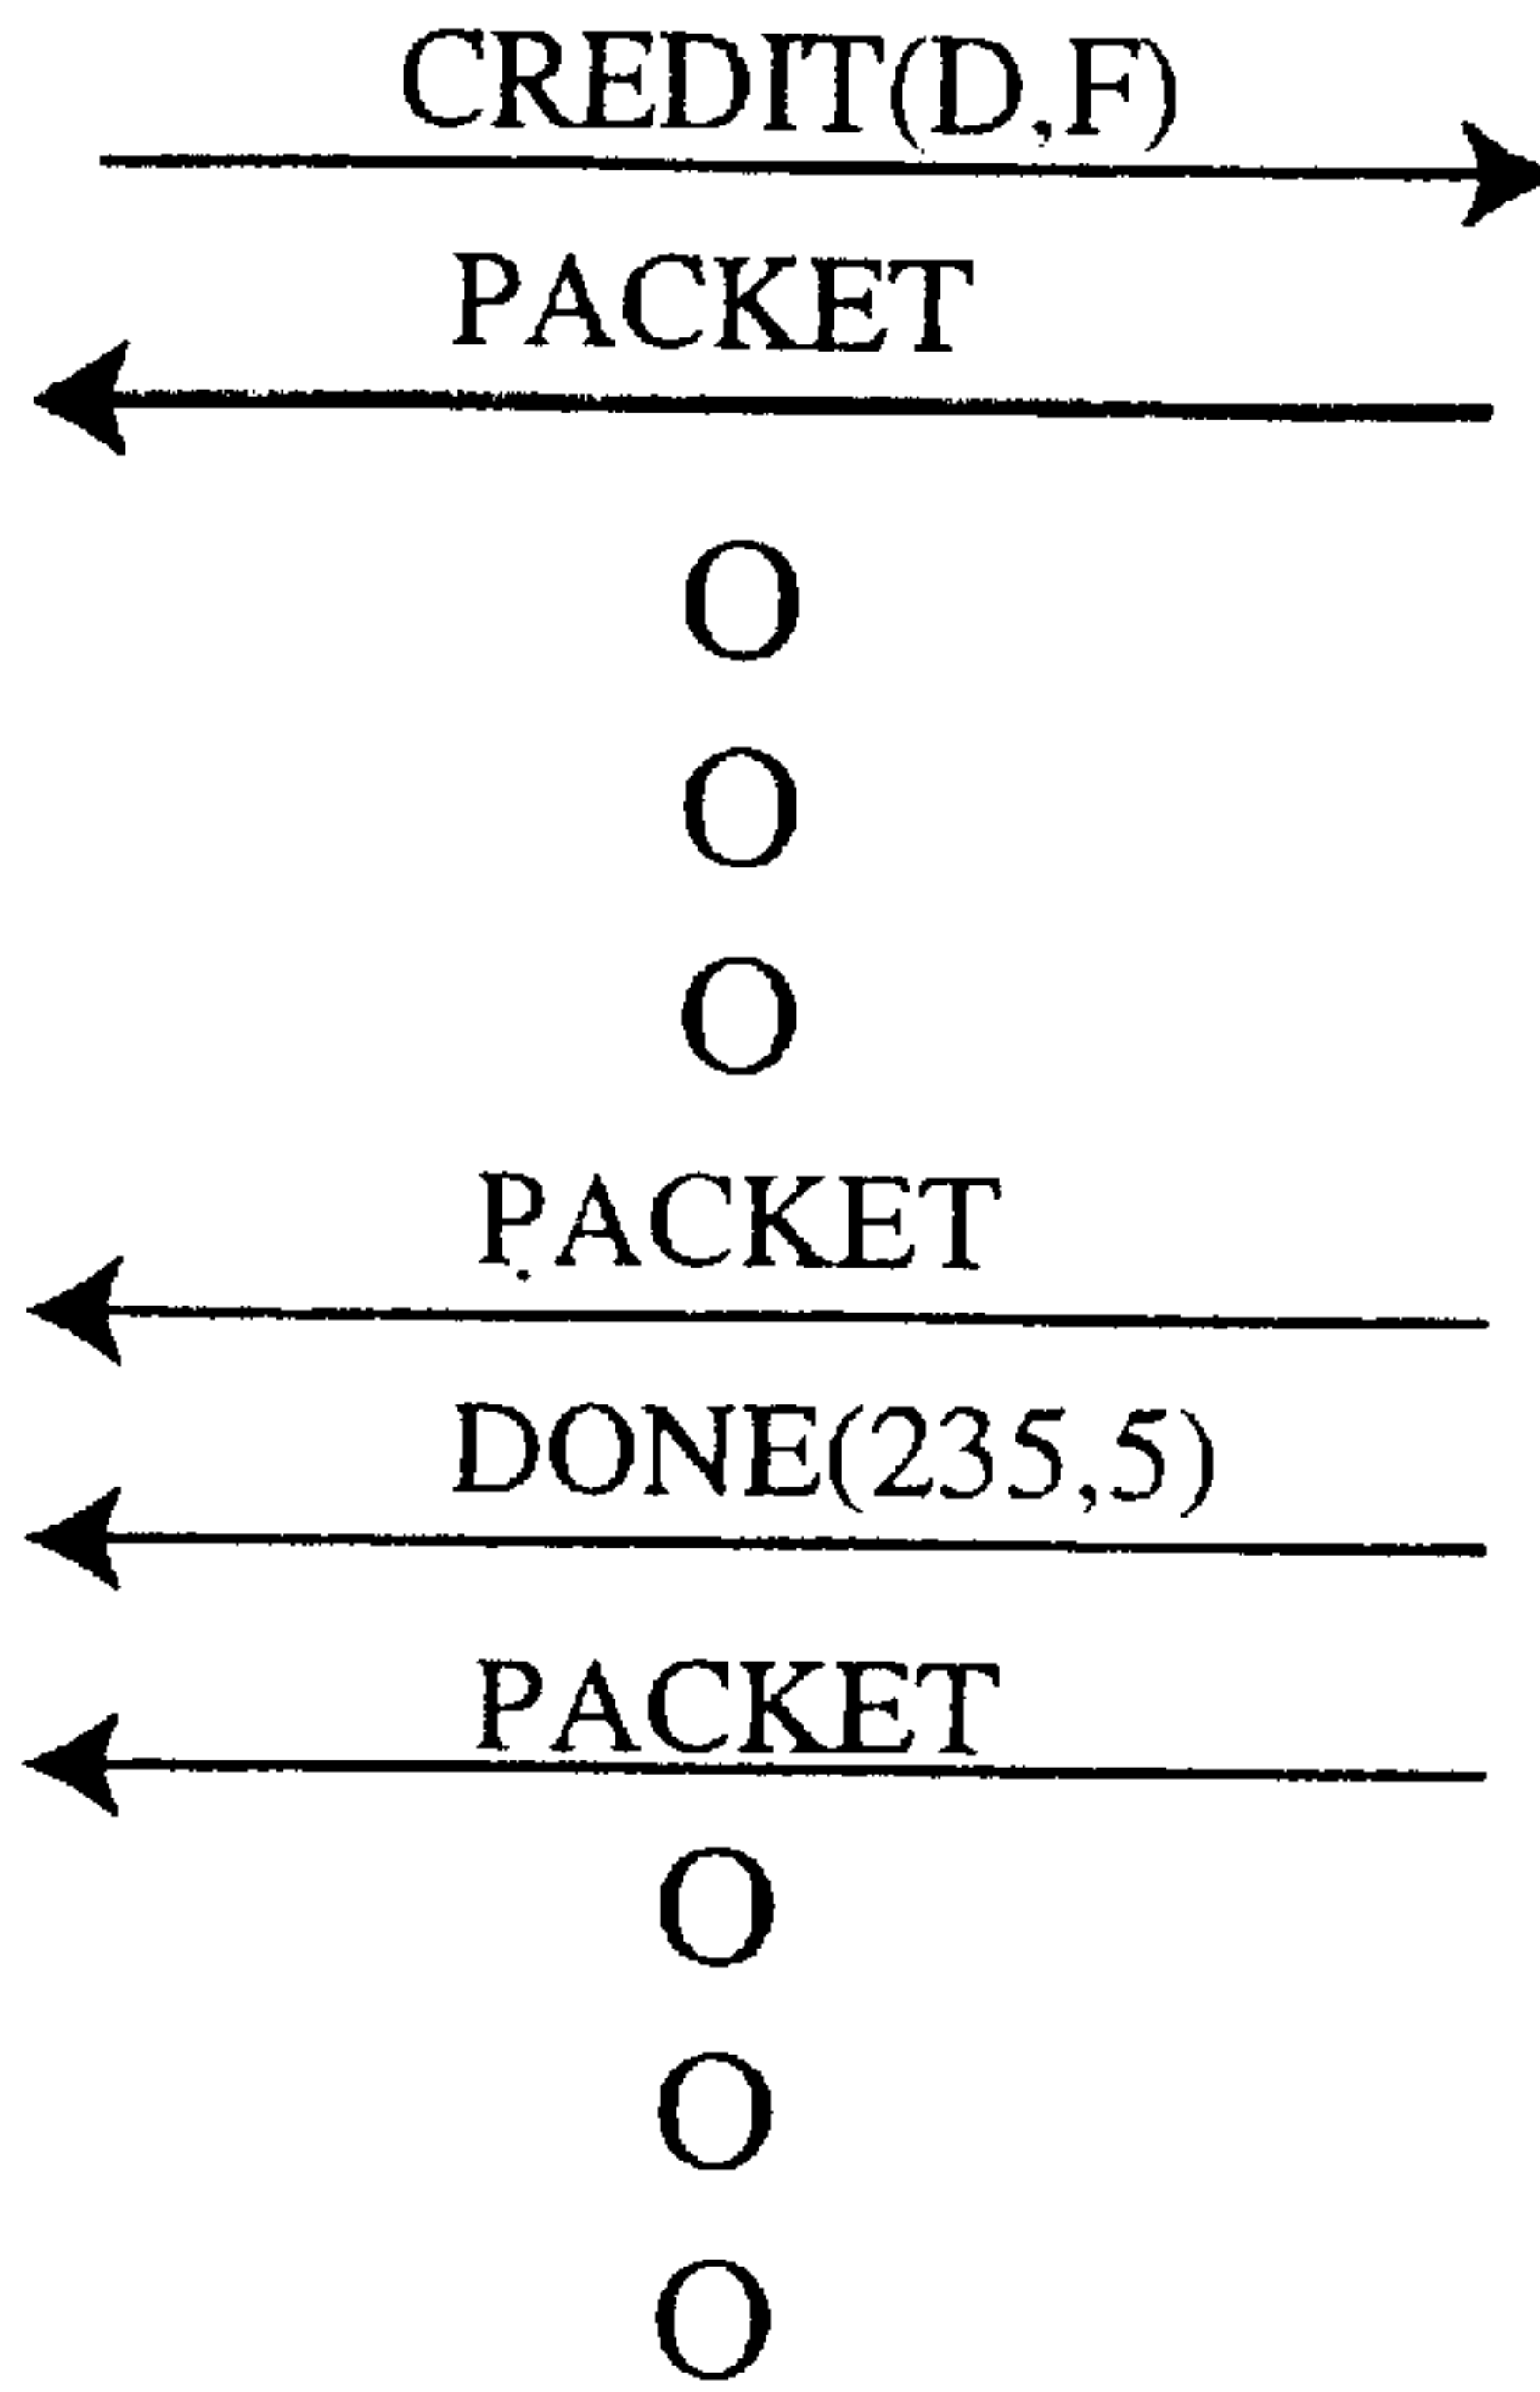 CREDIT(D,F)
PACKET
O
O
O
PACKET
DONE(235,5)
PACKET
O
O
O